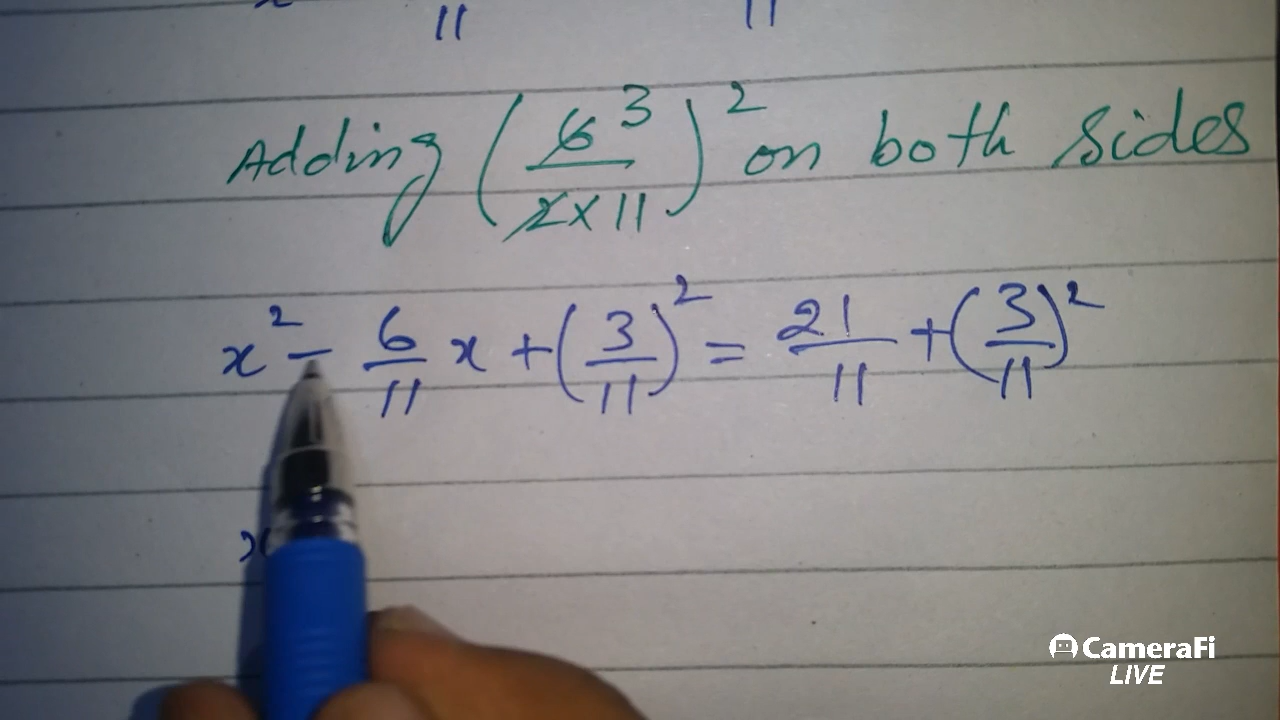 11 11
Adding (6 3 / 2 x 11)² on both sides
x² - 6/11 x + (3/11)² = 21/11 + (3/11)²
x
CameraFi
LIVE